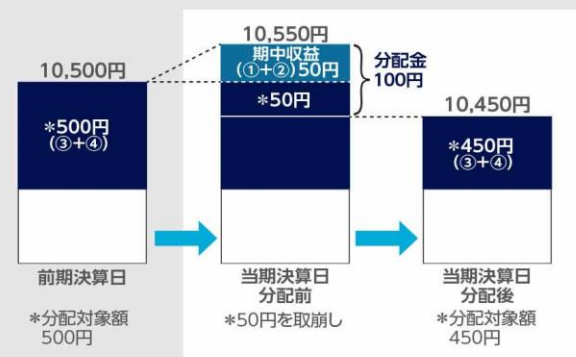 10,500円
*500円
(③+④)
前期決算日
*分配対象額
500円
10,550円
期中収益
(①+②)50円
*50円
分配金
100円
当期決算日
分配前
*50円を取崩し
10,450円
*450円
(③+④)
当期決算日
分配後
*分配対象額
450円